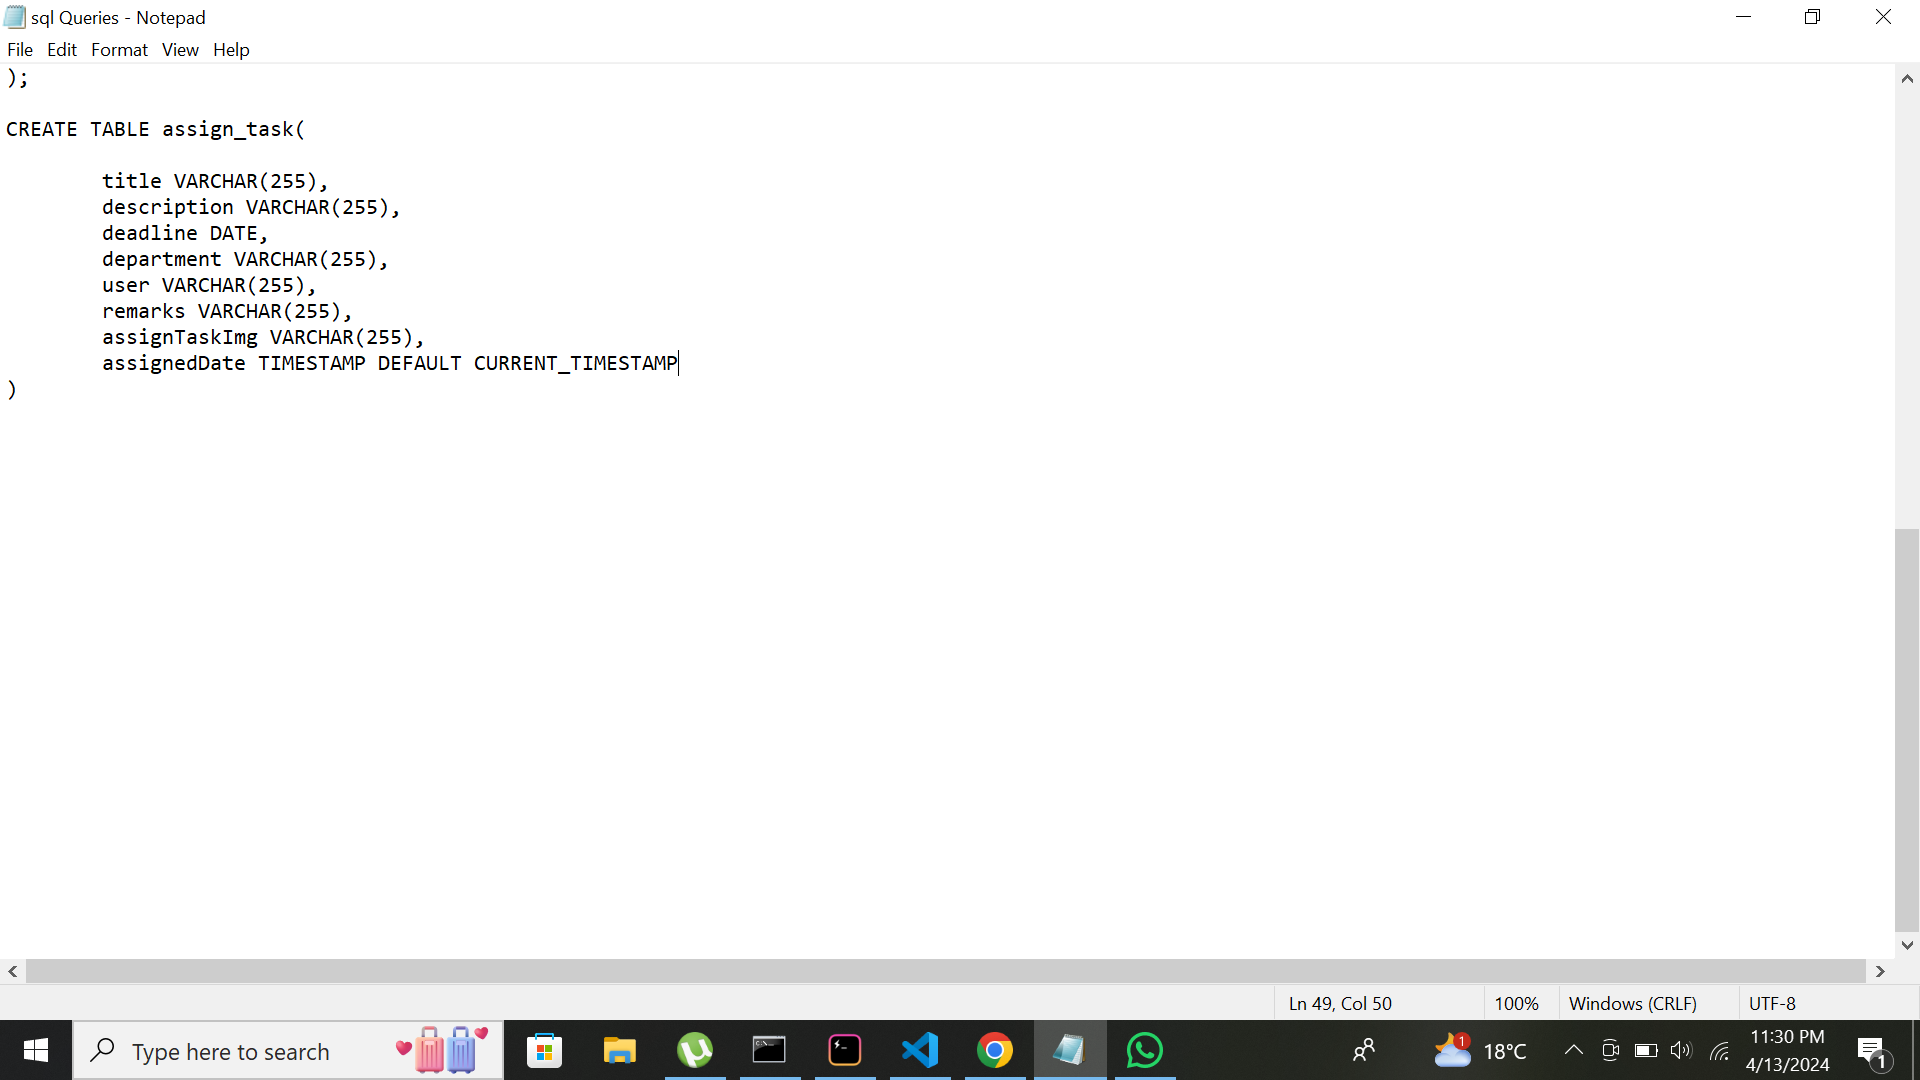 sql Queries - Notepad
File Edit Format View Help
);
CREATE TABLE assign_task(
title VARCHAR(255),
description VARCHAR(255),
deadline DATE,
department VARCHAR(255),
user VARCHAR(255),
remarks VARCHAR(255),
assignTaskImg VARCHAR(255),
assignedDate TIMESTAMP DEFAULT CURRENT_TIMESTAMP
)
Ln 49, Col 50 100% Windows (CRLF) UTF-8
Type here to search
1 18°C
11:30 PM
4/13/2024
1